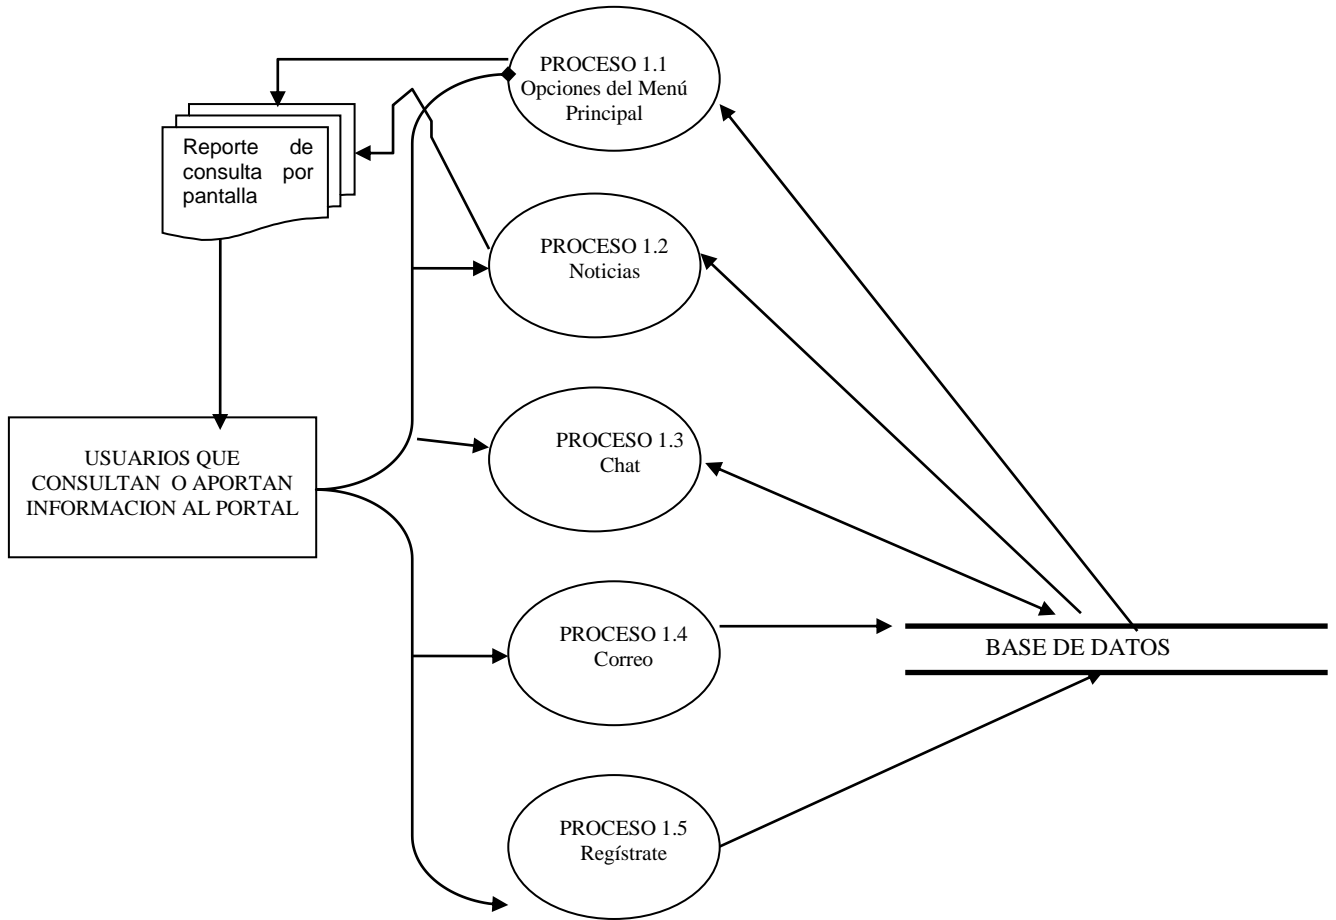 PROCESO 1.1
Opciones del Menú
Principal
Reporte de
consulta por
pantalla
PROCESO 1.2
Noticias
PROCESO 1.3
Chat
USUARIOS QUE
CONSULTAN O APORTAN
INFORMACION AL PORTAL
PROCESO 1.4
Correo
BASE DE DATOS
PROCESO 1.5
Regístrate